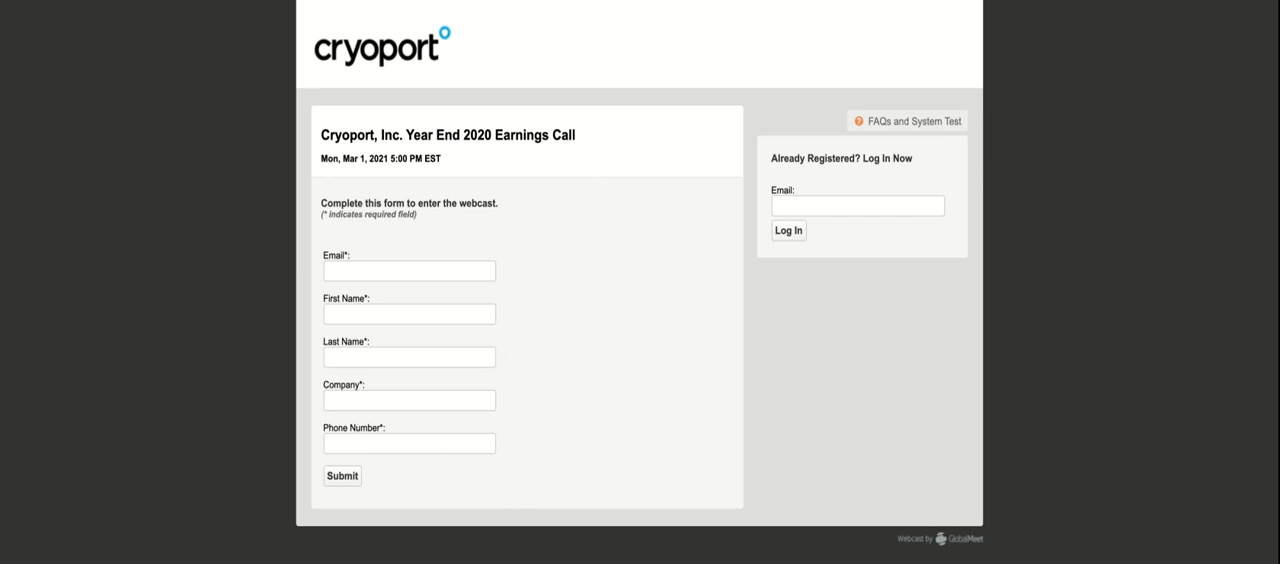 cryoport
Cryoport, Inc. Year End 2020 Earnings Call
Mon, Mar 1, 2021 5:00 PM EST
Complete this form to enter the webcast.
(* indicates required field)
Email*:
First Name*:
Last Name*:
Company*:
Phone Number*:
Submit
FAQs and System Test
Already Registered? Log In Now
Email:
Log In
Webcast by GlobalMeet